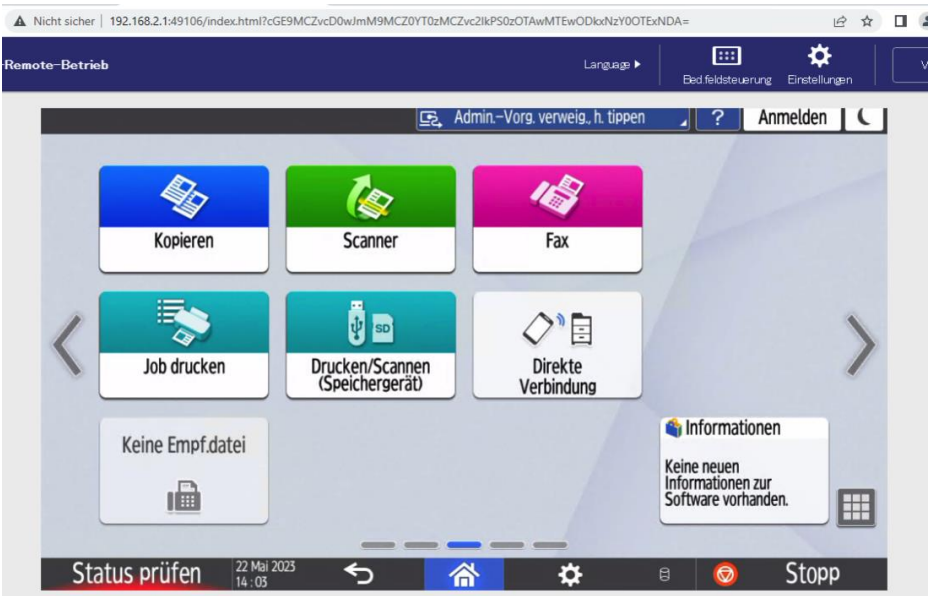 Nicht sicher | 192.168.2.1:49106/index.html?cGE9MCZvcD0wJmM9MCZ0YT0zMCZvc2lkPS0zOTAwMTEwODkxNzY0OTExNDA=
-Remote-Betrieb
Language
Bedfeldsteuerung
Einstellungen
Admin.-Vorg. verweig., h. tippen
?
Anmelden
Kopieren
Scanner
Fax
SD
Job drucken
Drucken/Scannen
(Speichergerät)
Direkte
Verbindung
Keine Empf.datei
Informationen
Keine neuen
Informationen zur
Software vorhanden.
Status prüfen
22 Mai 2023
14:03
Stopp